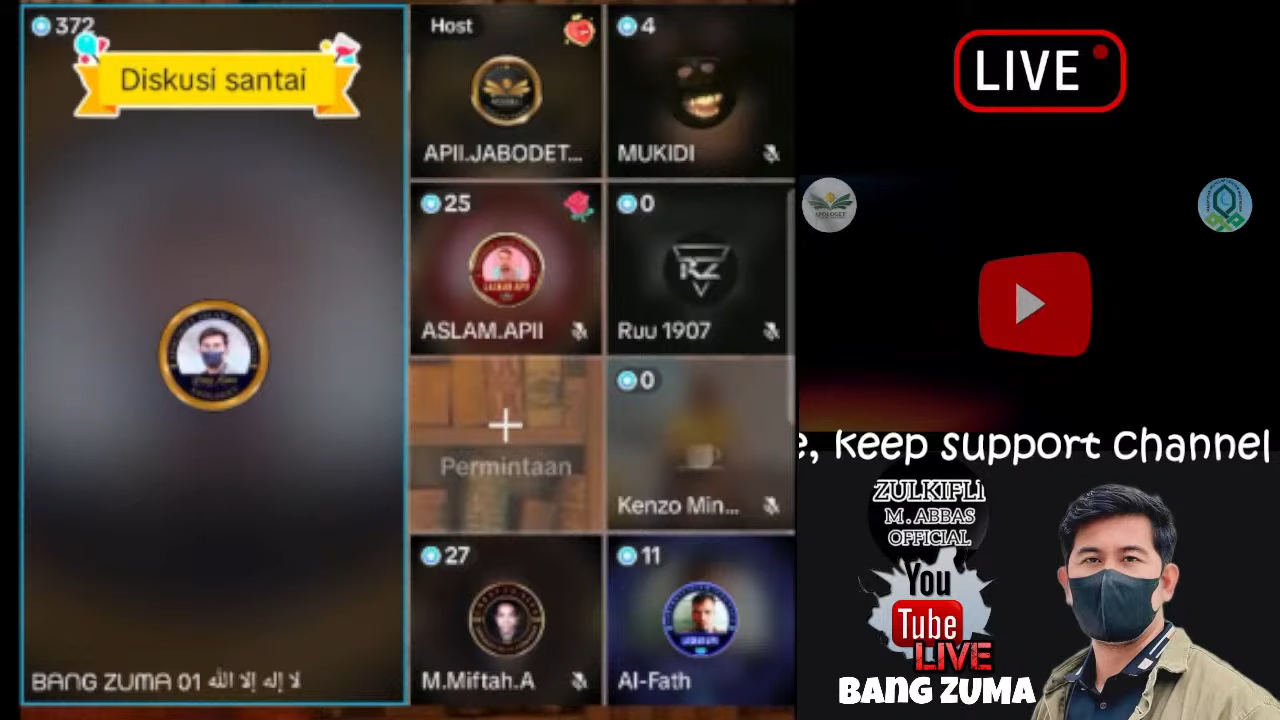 372
Diskusi santai
BANG ZUMA 01 لا إله إلا الله
Host
APII.JABODET...
4
MUKIDI
25
ASLAM.APII
0
RZ
Ruu 1907
Permintaan
0
Kenzo Min...
27
M.Miftah.A
11
Al-Fath
LIVE
APOLOGET
e, keep support Channel
ZULKIFLI
M. ABBAS
OFFICIAL
You
Tube
LIVE
BANG ZUMA